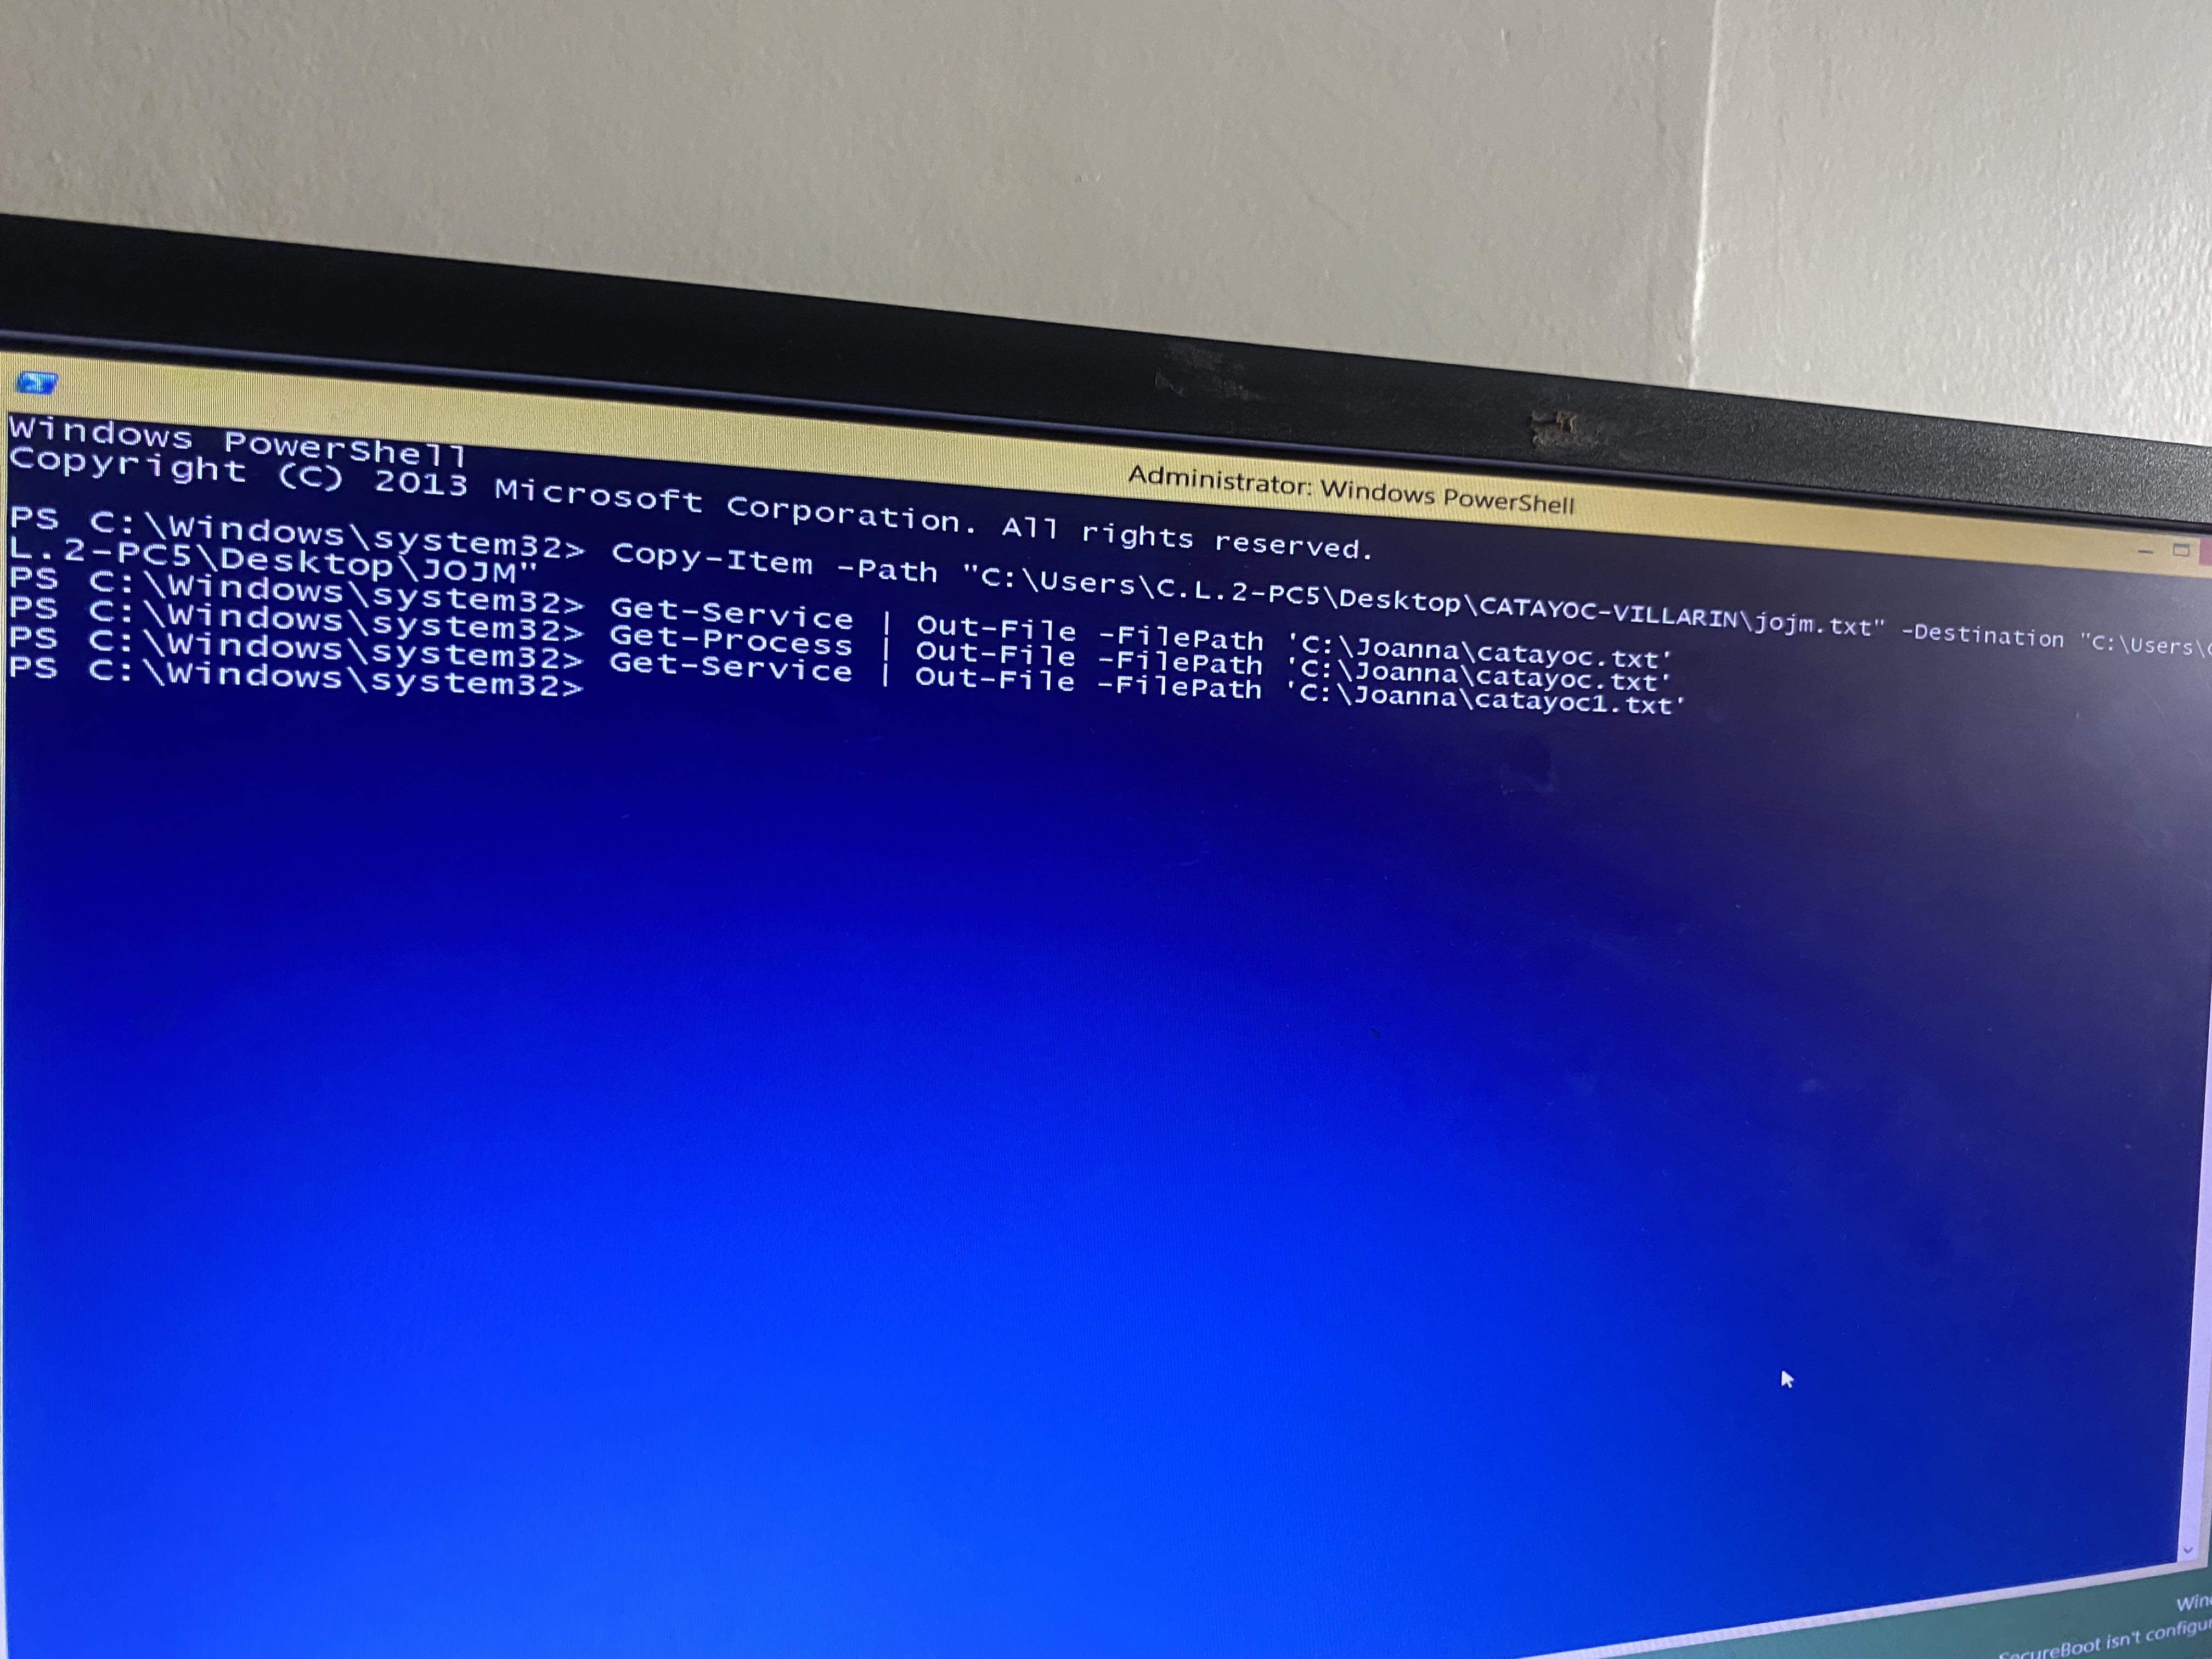 Administrator: Windows PowerShell
Windows PowerShell
Copyright (C) 2013 Microsoft Corporation. All rights reserved.
PS C:\Windows\system32> Copy-Item -Path "C:\Users\C.L.2-PC5\Desktop\CATAYOC-VILLARIN\jojm.txt" -Destination "C:\Users\
L.2-PC5\Desktop\JOJM"
PS C:\Windows\system32> Get-Service | Out-File -FilePath 'C:\Joanna\catayoc.txt'
PS C:\Windows\system32> Get-Process | Out-File -FilePath 'C:\Joanna\catayoc.txt'
PS C:\Windows\system32> Get-Service | Out-File -FilePath 'C:\Joanna\catayoc1.txt'
PS C:\Windows\system32>
SecureBoot isn't